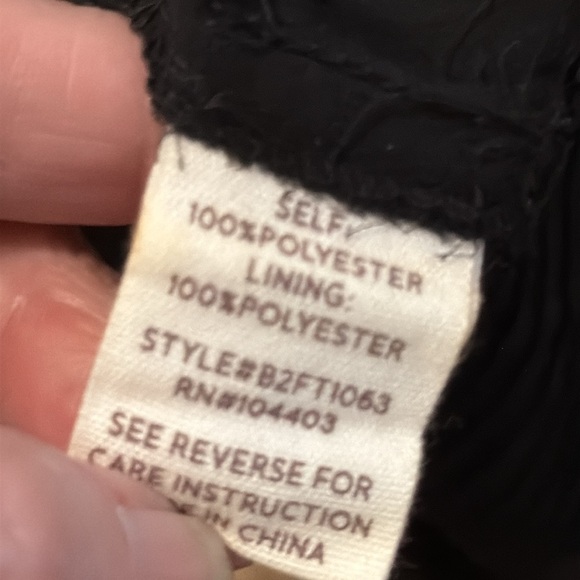 SELF:
100%POLYESTER
LINING:
100%POLYESTER
STYLE#B2FT1063
RN#104403
SEE REVERSE FOR
CARE INSTRUCTION
IN CHINA